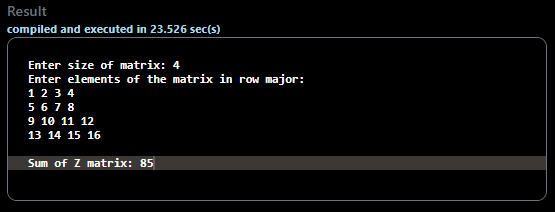 Result
compiled and executed in 23.526 sec(s)
Enter size of matrix: 4
Enter elements of the matrix in row major:
1 2 3 4
5 6 7 8
9 10 11 12
13 14 15 16
Sum of Z matrix: 85